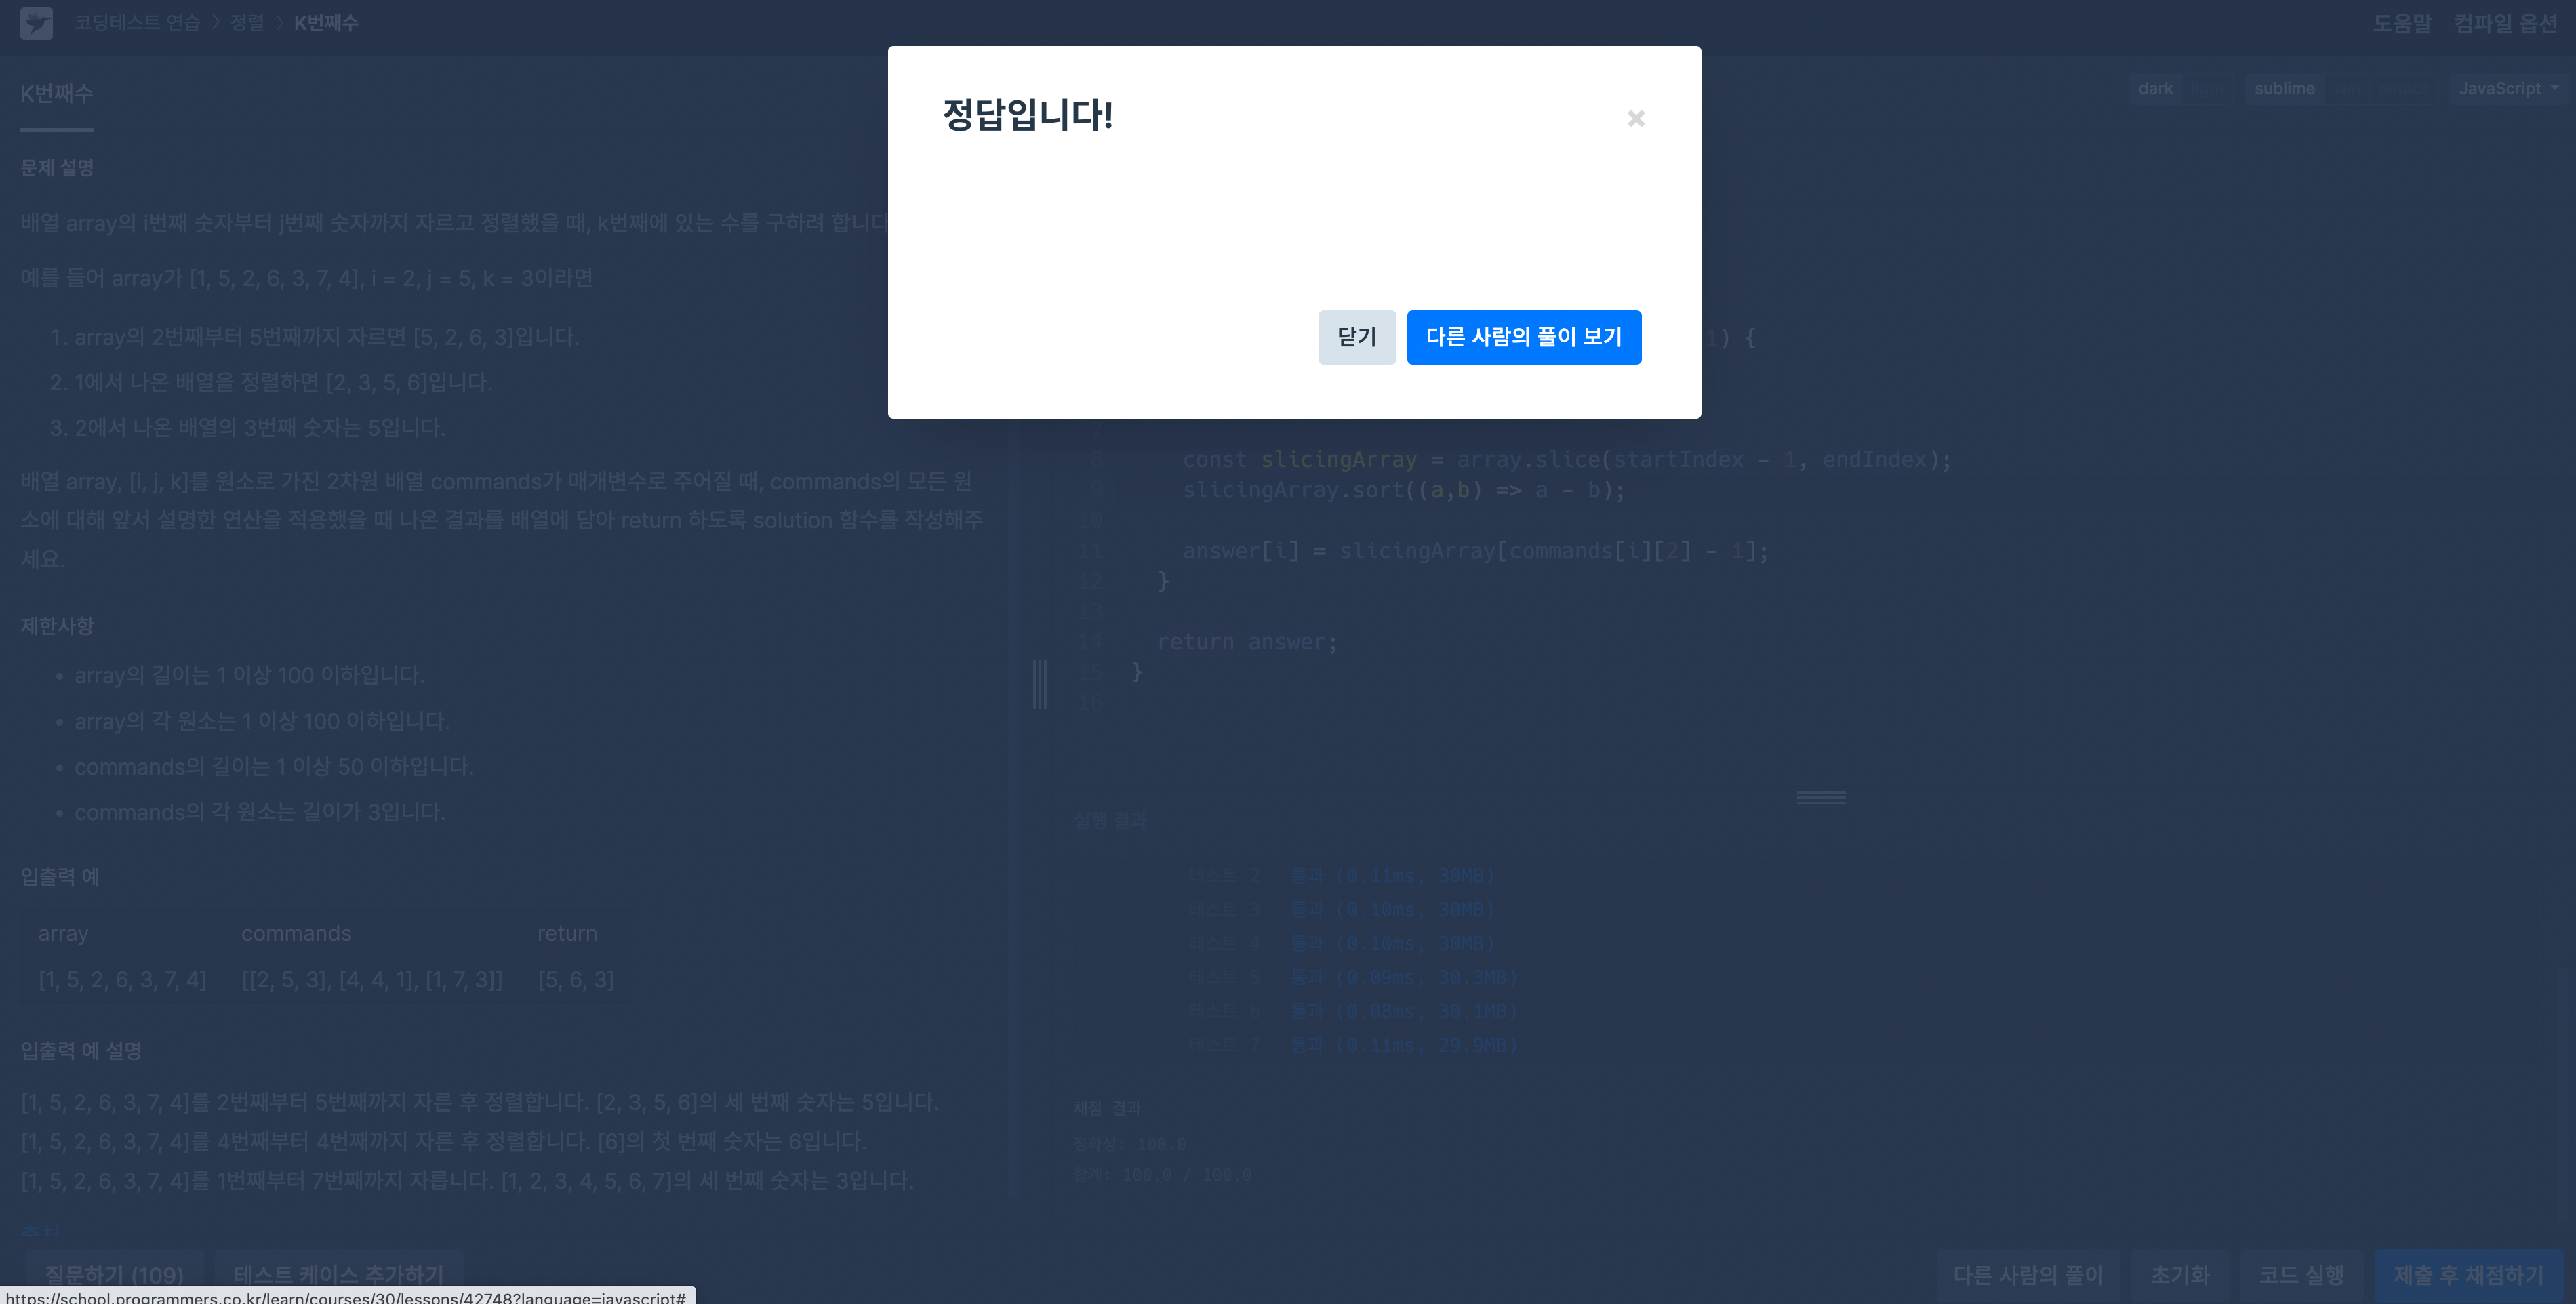 코딩테스트 연습 > 정렬 > K번째수
도움말 컴파일 옵션
K번째수
dark light sublime vim emacs JavaScript
정답입니다!
×
닫기 다른 사람의 풀이 보기
문제 설명
배열 array의 i번째 숫자부터 j번째 숫자까지 자르고 정렬했을 때, k번째에 있는 수를 구하려 합니다
예를 들어 array가 [1, 5, 2, 6, 3, 7, 4], i = 2, j = 5, k = 3이라면
1. array의 2번째부터 5번째까지 자르면 [5, 2, 6, 3]입니다.
2. 1에서 나온 배열을 정렬하면 [2, 3, 5, 6]입니다.
3. 2에서 나온 배열의 3번째 숫자는 5입니다.
배열 array, [i, j, k]를 원소로 가진 2차원 배열 commands가 매개변수로 주어질 때, commands의 모든 원
소에 대해 앞서 설명한 연산을 적용했을 때 나온 결과를 배열에 담아 return 하도록 solution 함수를 작성해주
세요.
제한사항
• array의 길이는 1 이상 100 이하입니다.
• array의 각 원소는 1 이상 100 이하입니다.
• commands의 길이는 1 이상 50 이하입니다.
• commands의 각 원소는 길이가 3입니다.
입출력 예
array commands return
[1, 5, 2, 6, 3, 7, 4] [[2, 5, 3], [4, 4, 1], [1, 7, 3]] [5, 6, 3]
입출력 예 설명
[1, 5, 2, 6, 3, 7, 4]를 2번째부터 5번째까지 자른 후 정렬합니다. [2, 3, 5, 6]의 세 번째 숫자는 5입니다.
[1, 5, 2, 6, 3, 7, 4]를 4번째부터 4번째까지 자른 후 정렬합니다. [6]의 첫 번째 숫자는 6입니다.
[1, 5, 2, 6, 3, 7, 4]를 1번째부터 7번째까지 자릅니다. [1, 2, 3, 4, 5, 6, 7]의 세 번째 숫자는 3입니다.
1) {
7
8 const slicingArray = array.slice(startIndex - 1, endIndex);
9 slicingArray.sort((a,b) => a - b);
10
11 answer[i] = slicingArray[commands[i][2] - 1];
12 }
13
14 return answer;
15 }
16
실행 결과
테스트 2 통과 (0.11ms, 30MB)
테스트 3 통과 (0.10ms, 30MB)
테스트 4 통과 (0.10ms, 30MB)
테스트 5 통과 (0.09ms, 30.3MB)
테스트 6 통과 (0.08ms, 30.1MB)
테스트 7 통과 (0.11ms, 29.9MB)
채점 결과
정확성: 100.0
합계: 100.0 / 100.0
질문하기 (109) 테스트 케이스 추가하기
다른 사람의 풀이 초기화 코드 실행 제출 후 채점하기
https://school.programmers.co.kr/learn/courses/30/lessons/42748?language=javascript#